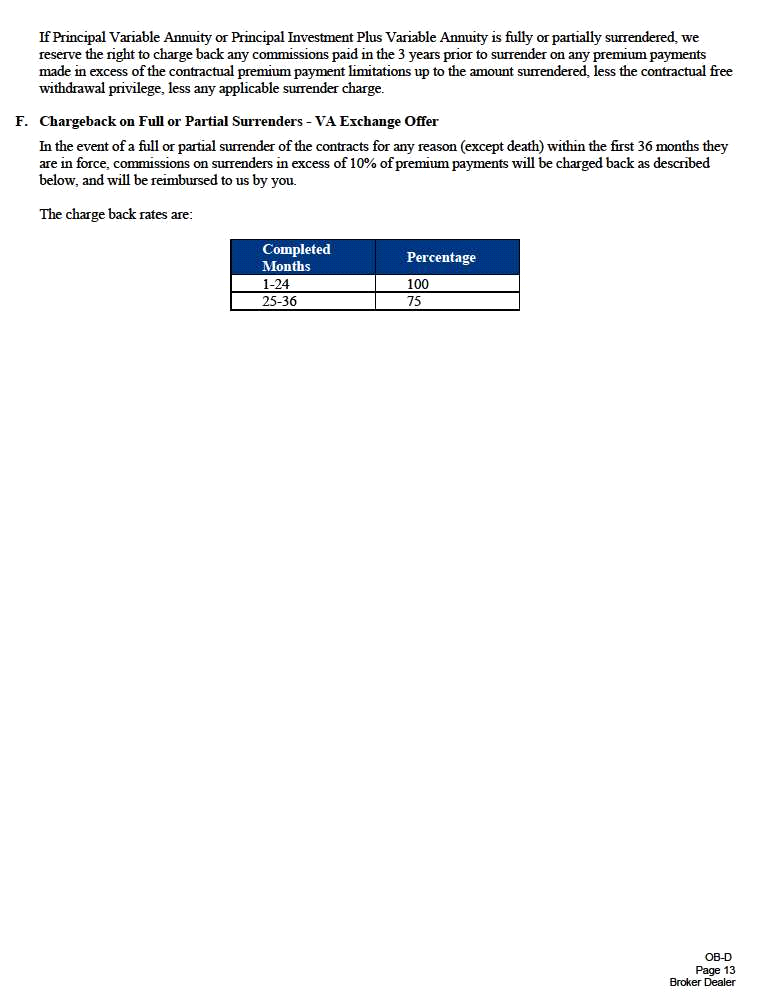 If Principal Variable Annuity or Principal Investment Plus Variable Annuity is fully or partially surrendered, we
reserve the right to charge back any commissions paid in the 3 years prior to surrender on any premium payments
made in excess of the contractual premium payment limitations up to the amount surrendered, less the contractual free
withdrawal privilege, less any applicable surrender charge.
F. Chargeback on Full or Partial Surrenders - VA Exchange Offer
In the event of a full or partial surrender of the contracts for any reason (except death) within the first 36 months they
are in force, commissions on surrenders in excess of 10% of premium payments will be charged back as described
below, and will be reimbursed to us by you.
The charge back rates are:
Completed
Months
Percentage
1-24 100
25-36 75
OB-D
Page 13
Broker Dealer